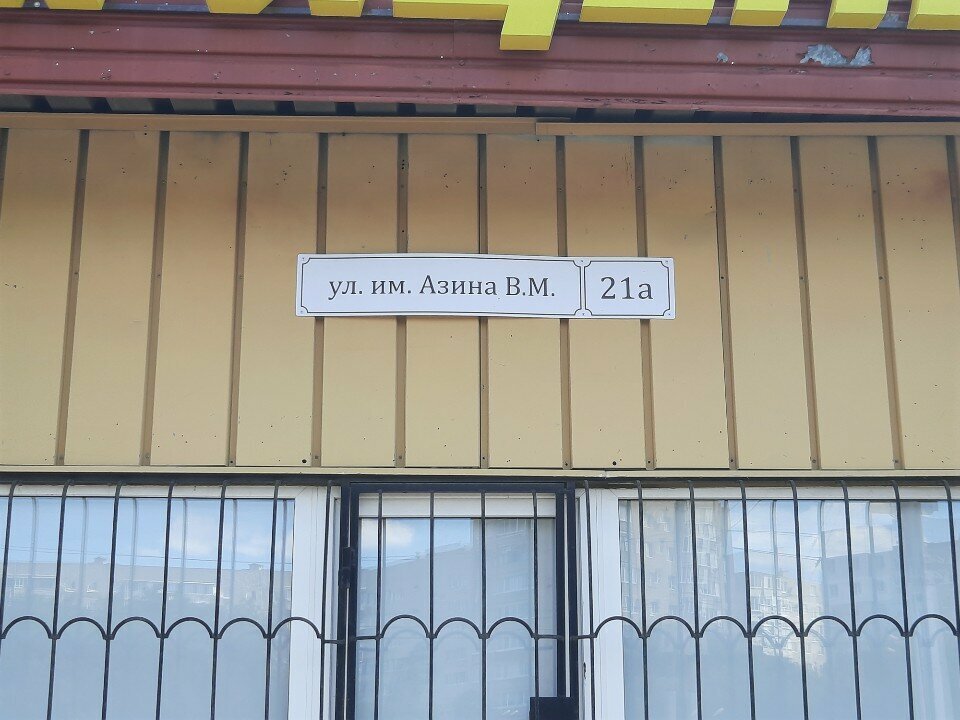 ул. им. Азина В.М. 21а